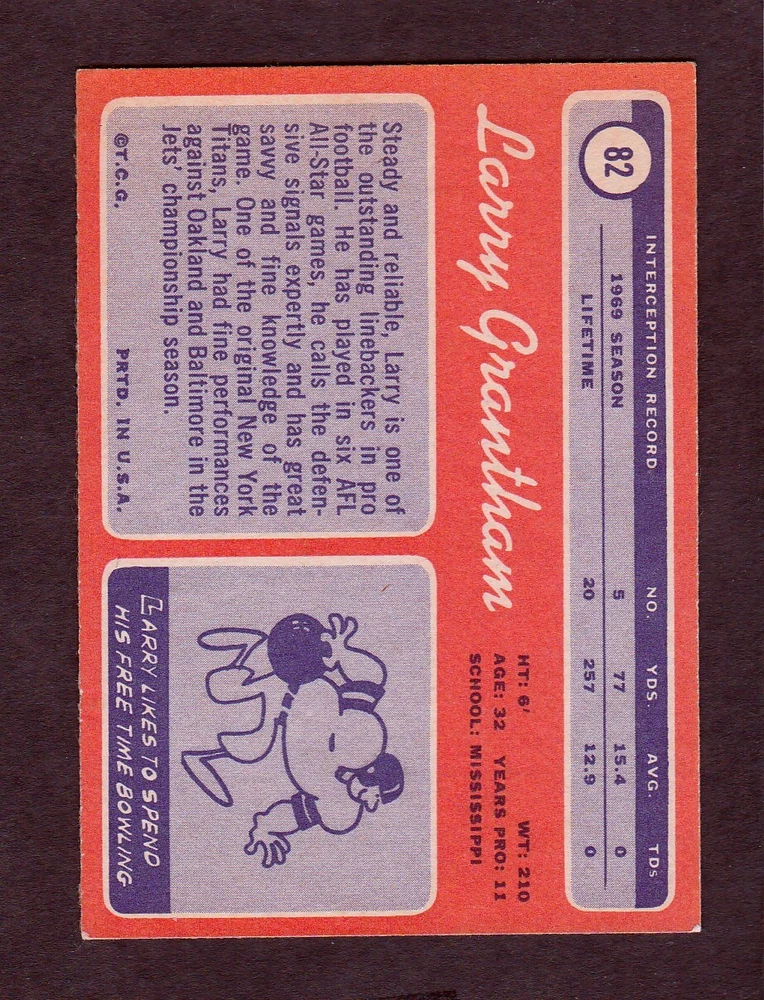 82
INTERCEPTION RECORD NO. YDS. AVG. TDs
1969 SEASON 5 77 15.4 0
LIFETIME 20 257 12.9 0
Larry Grantham
HT: 6' WT: 210
AGE: 32 YEARS PRO: 11
SCHOOL: MISSISSIPPI
Steady and reliable, Larry is one of
the outstanding linebackers in pro
football. He has played in six AFL
All-Star games, he calls the defen-
sive signals expertly and has great
savvy and fine knowledge of the
game. One of the original New York
Titans, Larry had fine performances
against Oakland and Baltimore in the
Jets' championship season.
©T.C.G. PRTD. IN U.S.A.
LARRY LIKES TO SPEND
HIS FREE TIME BOWLING